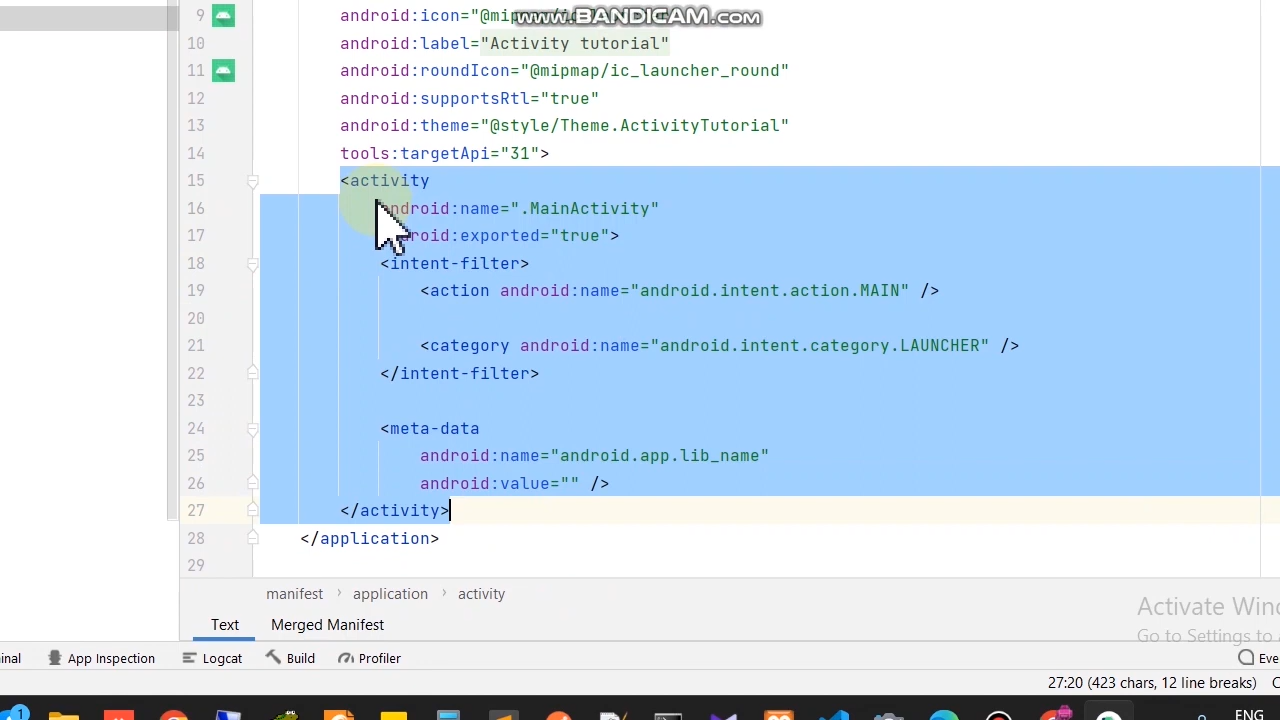 www.BANDICAM.com
9 android:icon="@mipmap/
10 android:label="Activity tutorial"
11 android:roundIcon="@mipmap/ic_launcher_round"
12 android:supportsRtl="true"
13 android:theme="@style/Theme.ActivityTutorial"
14 tools:targetApi="31">
15 <activity
16 android:name=".MainActivity"
17 roid:exported="true">
18 <intent-filter>
19 <action android:name="android.intent.action.MAIN" />
20
21 <category android:name="android.intent.category.LAUNCHER" />
22 </intent-filter>
23
24 <meta-data
25 android:name="android.app.lib_name"
26 android:value="" />
27 </activity>
28 </application>
29
manifest › application › activity
Text Merged Manifest
Activate Wind
Go to Settings to a
inal App Inspection Logcat Build Profiler Eve
27:20 (423 chars, 12 line breaks) C
1 ENG